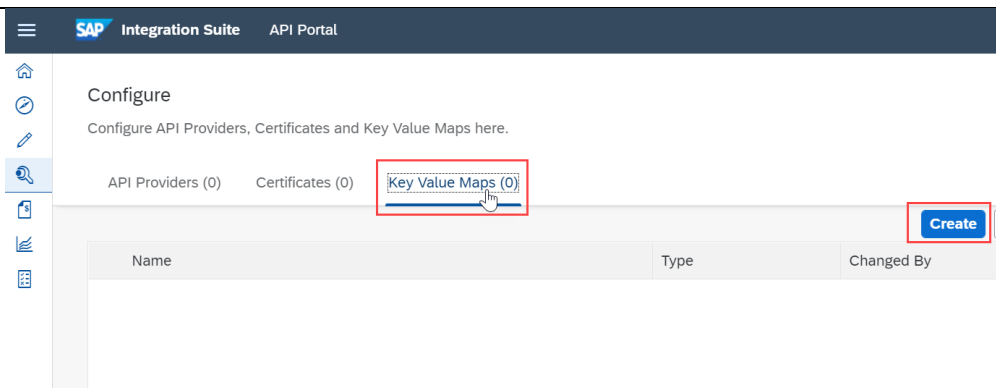 SAP Integration Suite API Portal
Configure
Configure API Providers, Certificates and Key Value Maps here.
API Providers (0) Certificates (0) Key Value Maps (0)
Create
Name Type Changed By